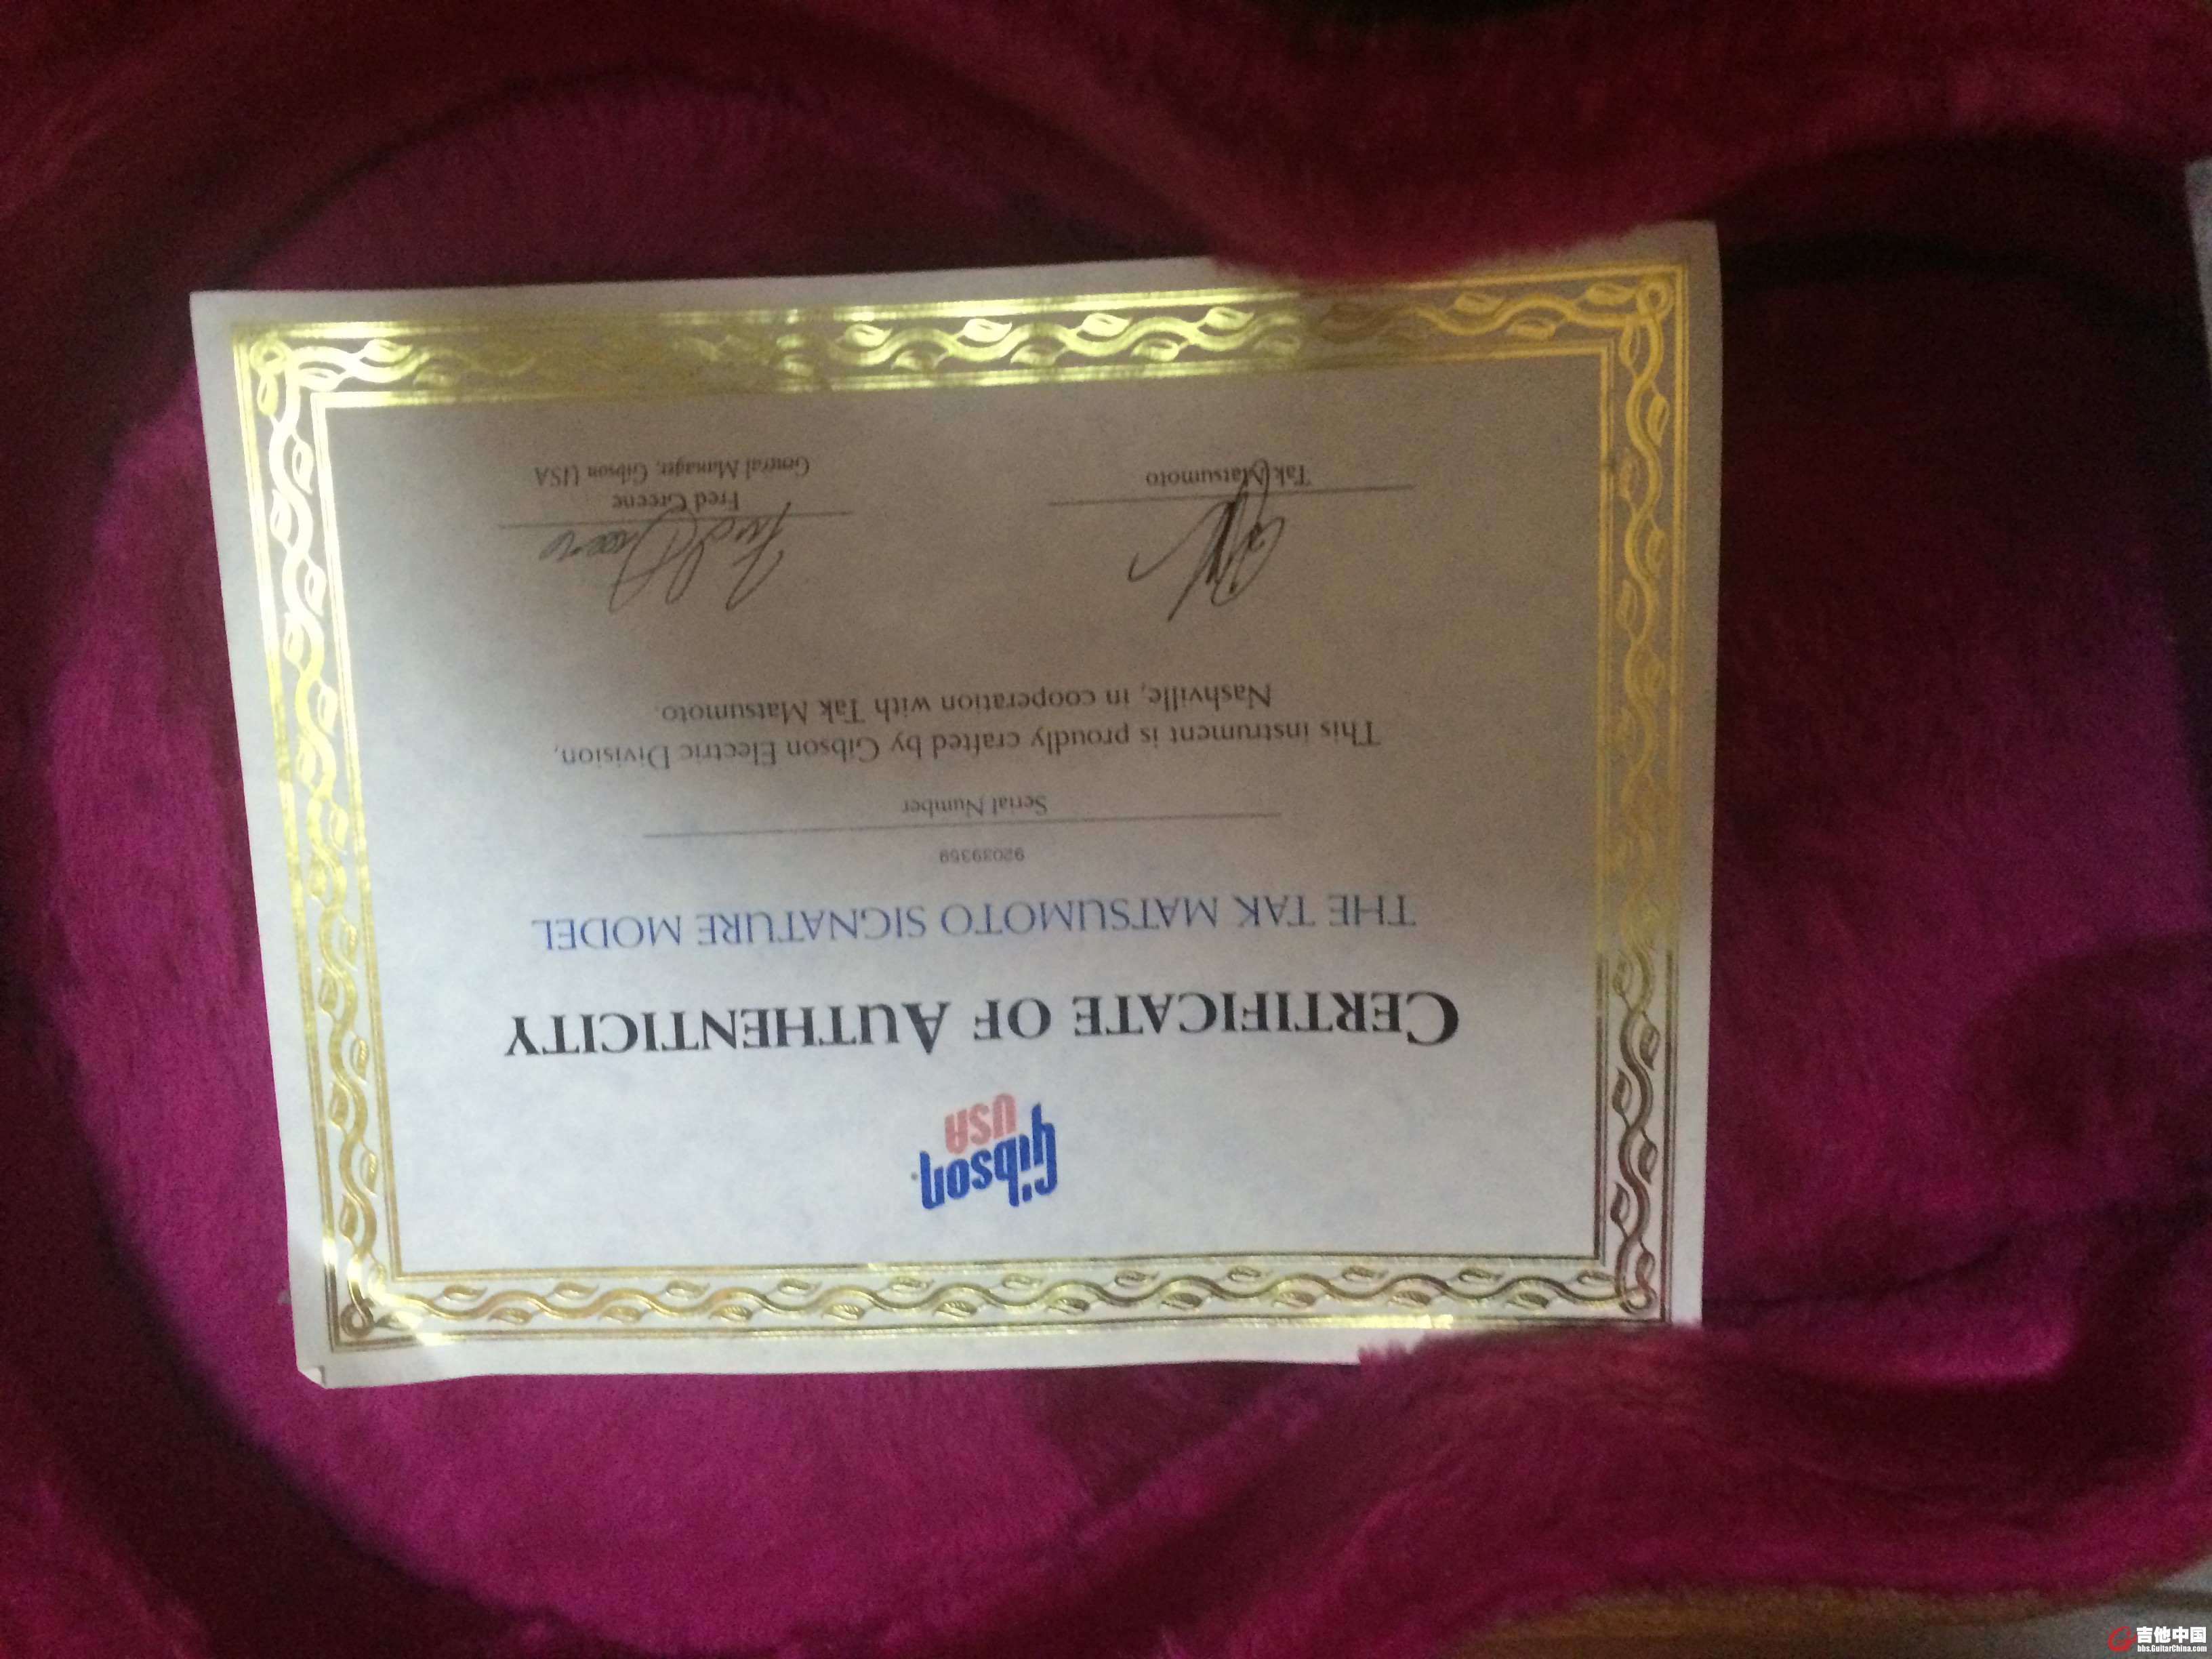 Gibson
USA
CERTIFICATE OF AUTHENTICITY
THE TAK MATSUMOTO SIGNATURE MODEL
92039359
Serial Number
This instrument is proudly crafted by Gibson Electric Division,
Nashville, in cooperation with Tak Matsumoto.
Tak Matsumoto
Fred Greene
Fred Greene
General Manager, Gibson USA
吉他中国
bbs.GuitarChina.com